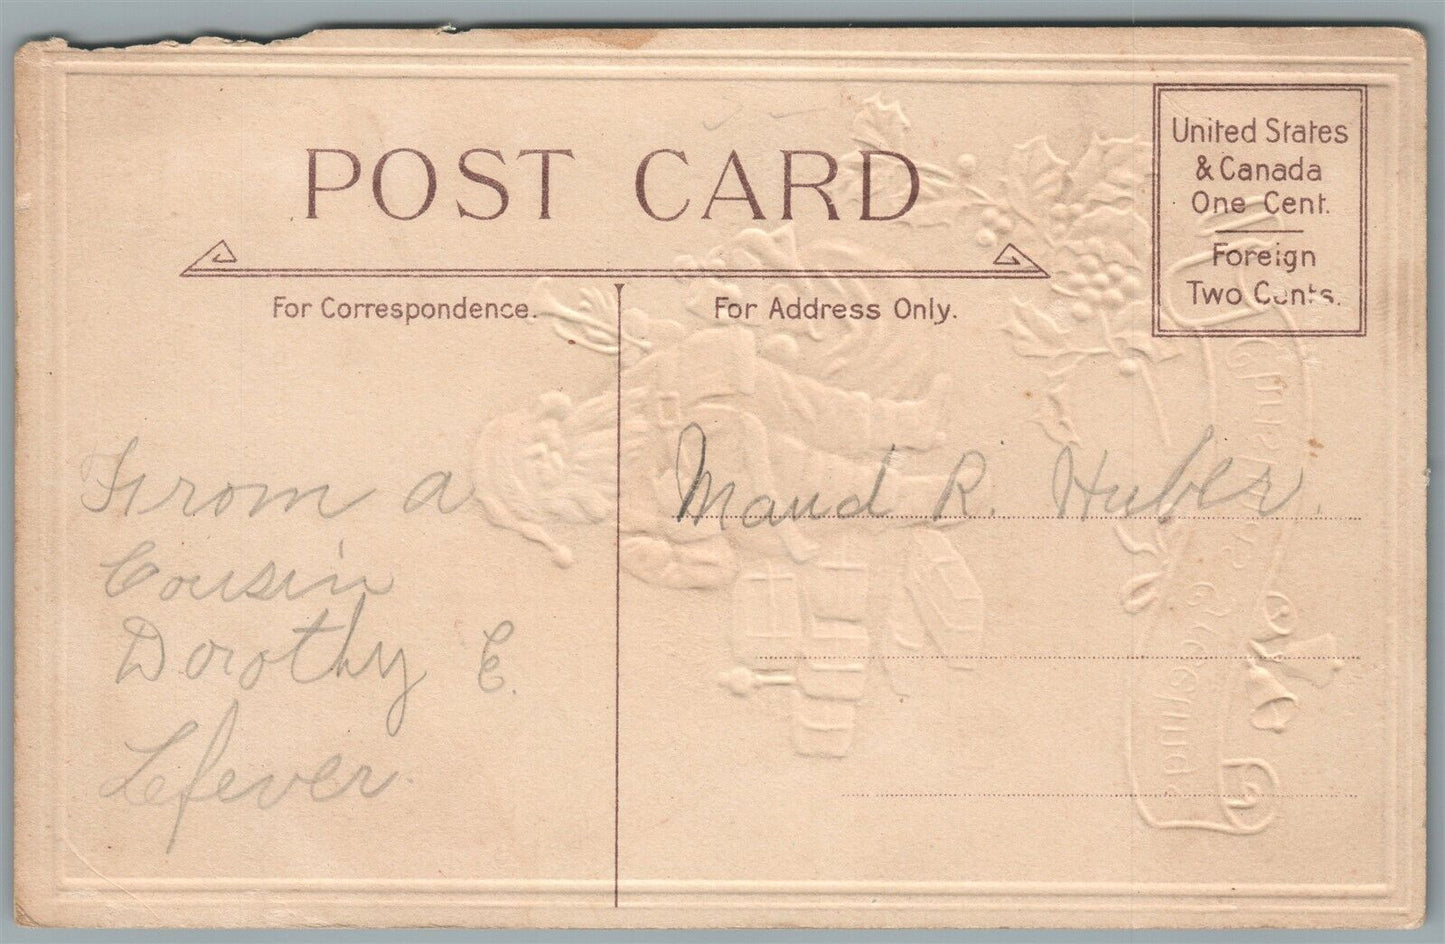 POST CARD
United States
& Canada
One Cent.
Foreign
Two Cents.
For Correspondence.
For Address Only.
From a
Cousin
Dorothy E.
Lefever.
Maud R. Huber.